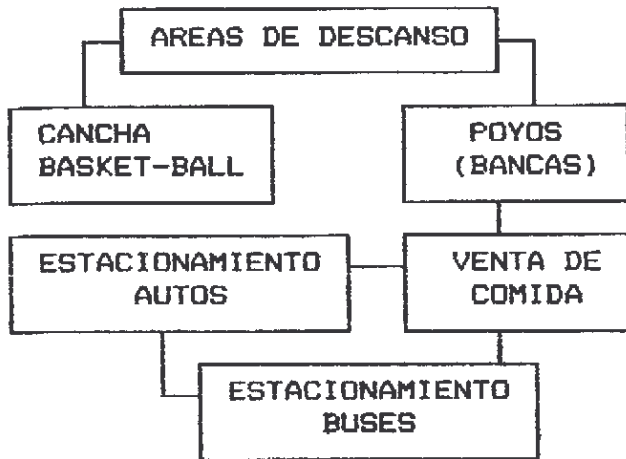 AREAS DE DESCANSO
CANCHA
BASKET-BALL
POYOS
(BANCAS)
ESTACIONAMIENTO
AUTOS
VENTA DE
COMIDA
ESTACIONAMIENTO
BUSES